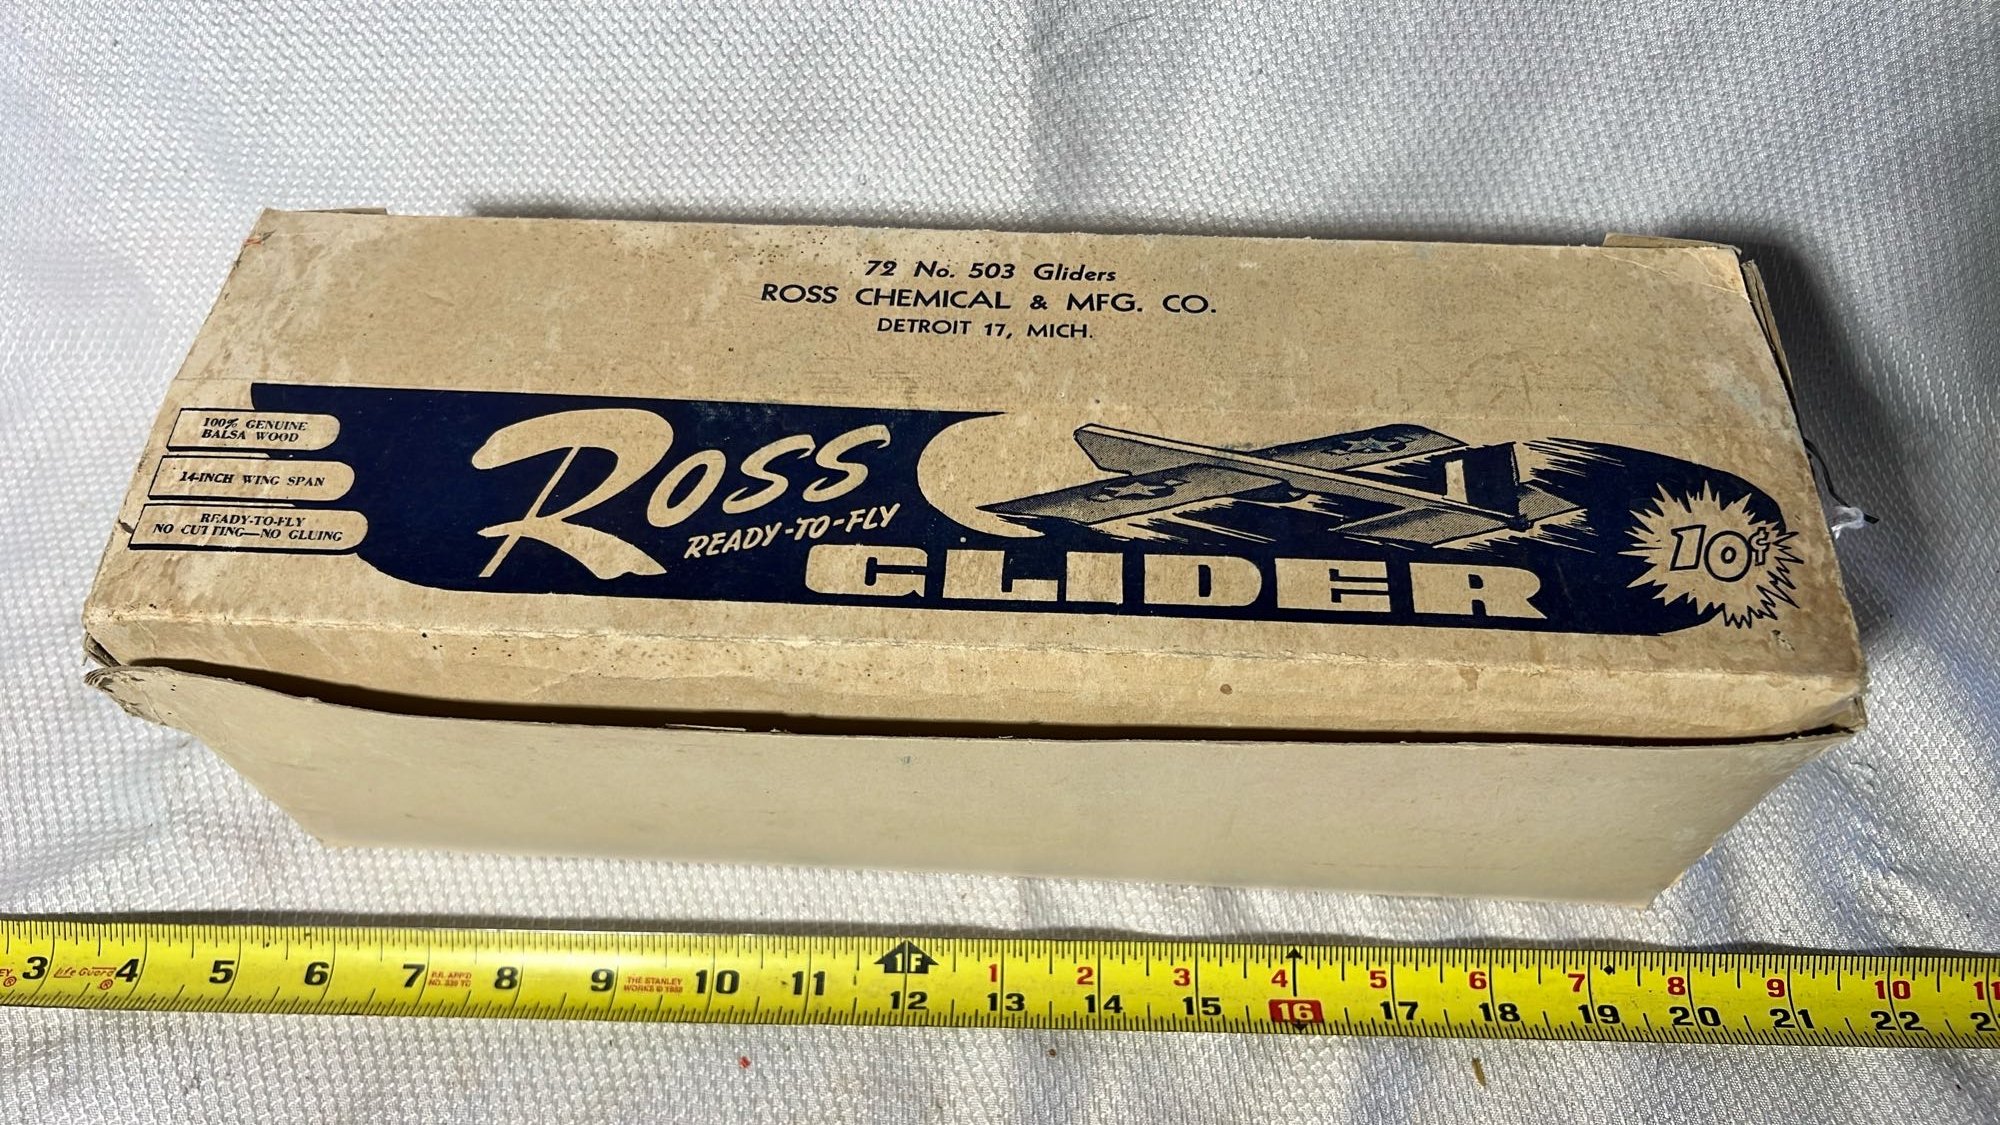 72 No. 503 Gliders
ROSS CHEMICAL & MFG. CO.
DETROIT 17, MICH.
100% GENUINE
BALSA WOOD
14-INCH WING SPAN
READY-TO-FLY
NO CUTTING—NO GLUING
ROSS
READY-TO-FLY
GLIDER
10¢
1F 1 2 3 4 5 6 7 8 9 10 11
3 Life Guard® 4 5 6 7 8 9 THE STANLEY WORKS © 10 11 12 13 14 15 16 17 18 19 20 21 22